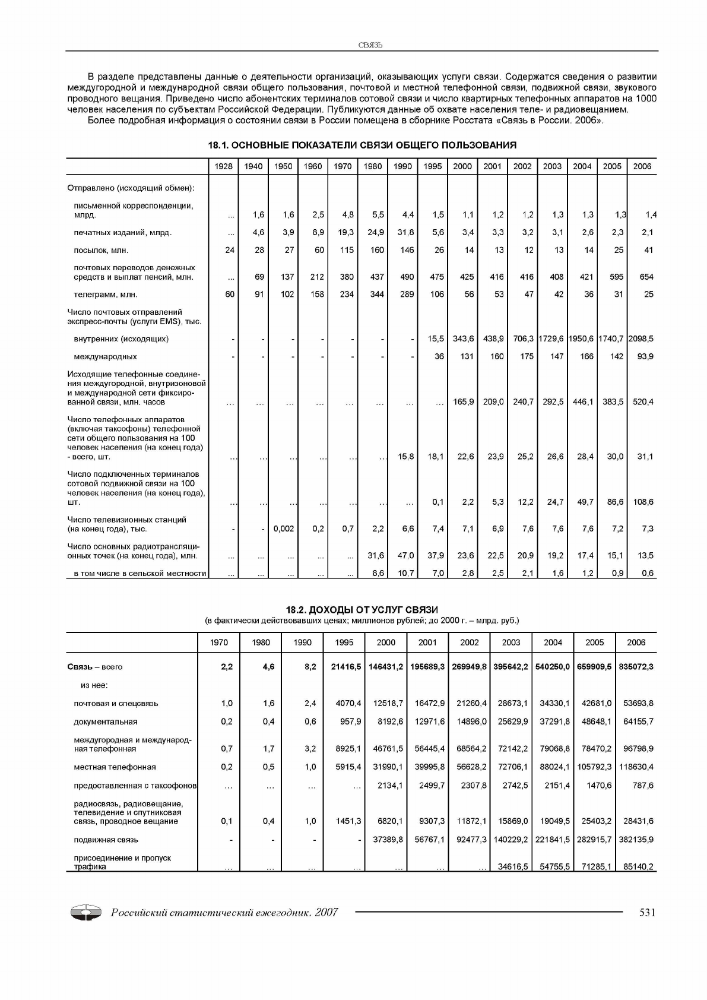 СВЯЗЬ
В разделе представлены данные о деятельности организаций, оказывающих услуги связи. Содержатся сведения о развитии
междугородной и международной связи общего пользования, почтовой и местной телефонной связи, подвижной связи, звукового
проводного вещания. Приведено число абонентских терминалов сотовой связи и число квартирных телефонных аппаратов на 1000
человек населения по субъектам Российской Федерации. Публикуются данные об охвате населения теле- и радиовещанием.
Более подробная информация о состоянии связи в России помещена в сборнике Росстата «Связь в России. 2006».
18.1. ОСНОВНЫЕ ПОКАЗАТЕЛИ СВЯЗИ ОБЩЕГО ПОЛЬЗОВАНИЯ
1928 1940 1950 1960 1970 1980 1990 1995 2000 2001 2002 2003 2004 2005 2006
Отправлено (исходящий обмен):
письменной корреспонденции,
млрд. ... 1,6 1,6 2,5 4,8 5,5 4,4 1,5 1,1 1,2 1,2 1,3 1,3 1,3 1,4
печатных изданий, млрд. ... 4,6 3,9 8,9 19,3 24,9 31,8 5,6 3,4 3,3 3,2 3,1 2,6 2,3 2,1
посылок, млн. 24 28 27 60 115 160 146 26 14 13 12 13 14 25 41
почтовых переводов денежных
средств и выплат пенсий, млн. ... 69 137 212 380 437 490 475 425 416 416 408 421 595 654
телеграмм, млн. 60 91 102 158 234 344 289 106 56 53 47 42 36 31 25
Число почтовых отправлений
экспресс-почты (услуги EMS), тыс.
внутренних (исходящих) - - - - - - - 15,5 343,6 438,9 706,3 1729,6 1950,6 1740,7 2098,5
международных - - - - - - - 36 131 160 175 147 166 142 93,9
Исходящие телефонные соедине-
ния междугородной, внутризоновой
и международной сети фиксиро-
ванной связи, млн. часов ... ... ... ... ... ... ... ... 165,9 209,0 240,7 292,5 446,1 383,5 520,4
Число телефонных аппаратов
(включая таксофоны) телефонной
сети общего пользования на 100
человек населения (на конец года)
- всего, шт. ... ... ... ... ... ... 15,8 18,1 22,6 23,9 25,2 26,6 28,4 30,0 31,1
Число подключенных терминалов
сотовой подвижной связи на 100
человек населения (на конец года),
шт. ... ... ... ... ... ... ... 0,1 2,2 5,3 12,2 24,7 49,7 86,6 108,6
Число телевизионных станций
(на конец года), тыс. - - 0,002 0,2 0,7 2,2 6,6 7,4 7,1 6,9 7,6 7,6 7,6 7,2 7,3
Число основных радиотрансляци-
онных точек (на конец года), млн. ... ... ... ... ... 31,6 47,0 37,9 23,6 22,5 20,9 19,2 17,4 15,1 13,5
в том числе в сельской местности ... ... ... ... ... 8,6 10,7 7,0 2,8 2,5 2,1 1,6 1,2 0,9 0,6
18.2. ДОХОДЫ ОТ УСЛУГ СВЯЗИ
(в фактически действовавших ценах; миллионов рублей; до 2000 г. – млрд. руб.)
1970 1980 1990 1995 2000 2001 2002 2003 2004 2005 2006
Связь – всего 2,2 4,6 8,2 21416,5 146431,2 195689,3 269949,8 395642,2 540250,0 659909,5 835072,3
из нее:
почтовая и спецсвязь 1,0 1,6 2,4 4070,4 12518,7 16472,9 21260,4 28673,1 34330,1 42681,0 53693,8
документальная 0,2 0,4 0,6 957,9 8192,6 12971,6 14896,0 25629,9 37291,8 48648,1 64155,7
междугородная и международ-
ная телефонная 0,7 1,7 3,2 8925,1 46761,5 56445,4 68564,2 72142,2 79068,8 78470,2 96798,9
местная телефонная 0,2 0,5 1,0 5915,4 31990,1 39995,8 56628,2 72706,1 88024,1 105792,3 118630,4
предоставленная с таксофонов ... ... ... ... 2134,1 2499,7 2307,8 2742,5 2151,4 1470,6 787,6
радиосвязь, радиовещание,
телевидение и спутниковая
связь, проводное вещание 0,1 0,4 1,0 1451,3 6820,1 9307,3 11872,1 15869,0 19049,5 25403,2 28431,6
подвижная связь - - - - 37389,8 56767,1 92477,3 140229,2 221841,5 282915,7 382135,9
присоединение и пропуск
трафика ... ... ... ... ... ... ... 34616,5 54755,5 71285,1 85140,2
Российский статистический ежегодник. 2007 531